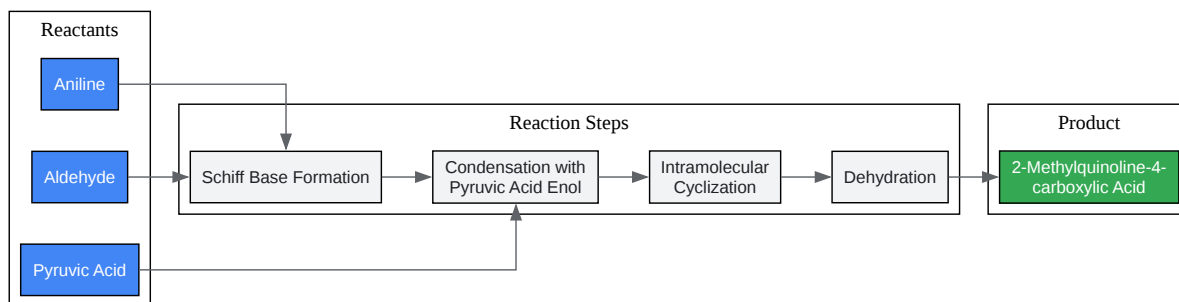 Reactants
Aniline
Aldehyde
Pyruvic Acid
Reaction Steps
Schiff Base Formation
Condensation with
Pyruvic Acid Enol
Intramolecular
Cyclization
Dehydration
Product
2-Methylquinoline-4-
carboxylic Acid